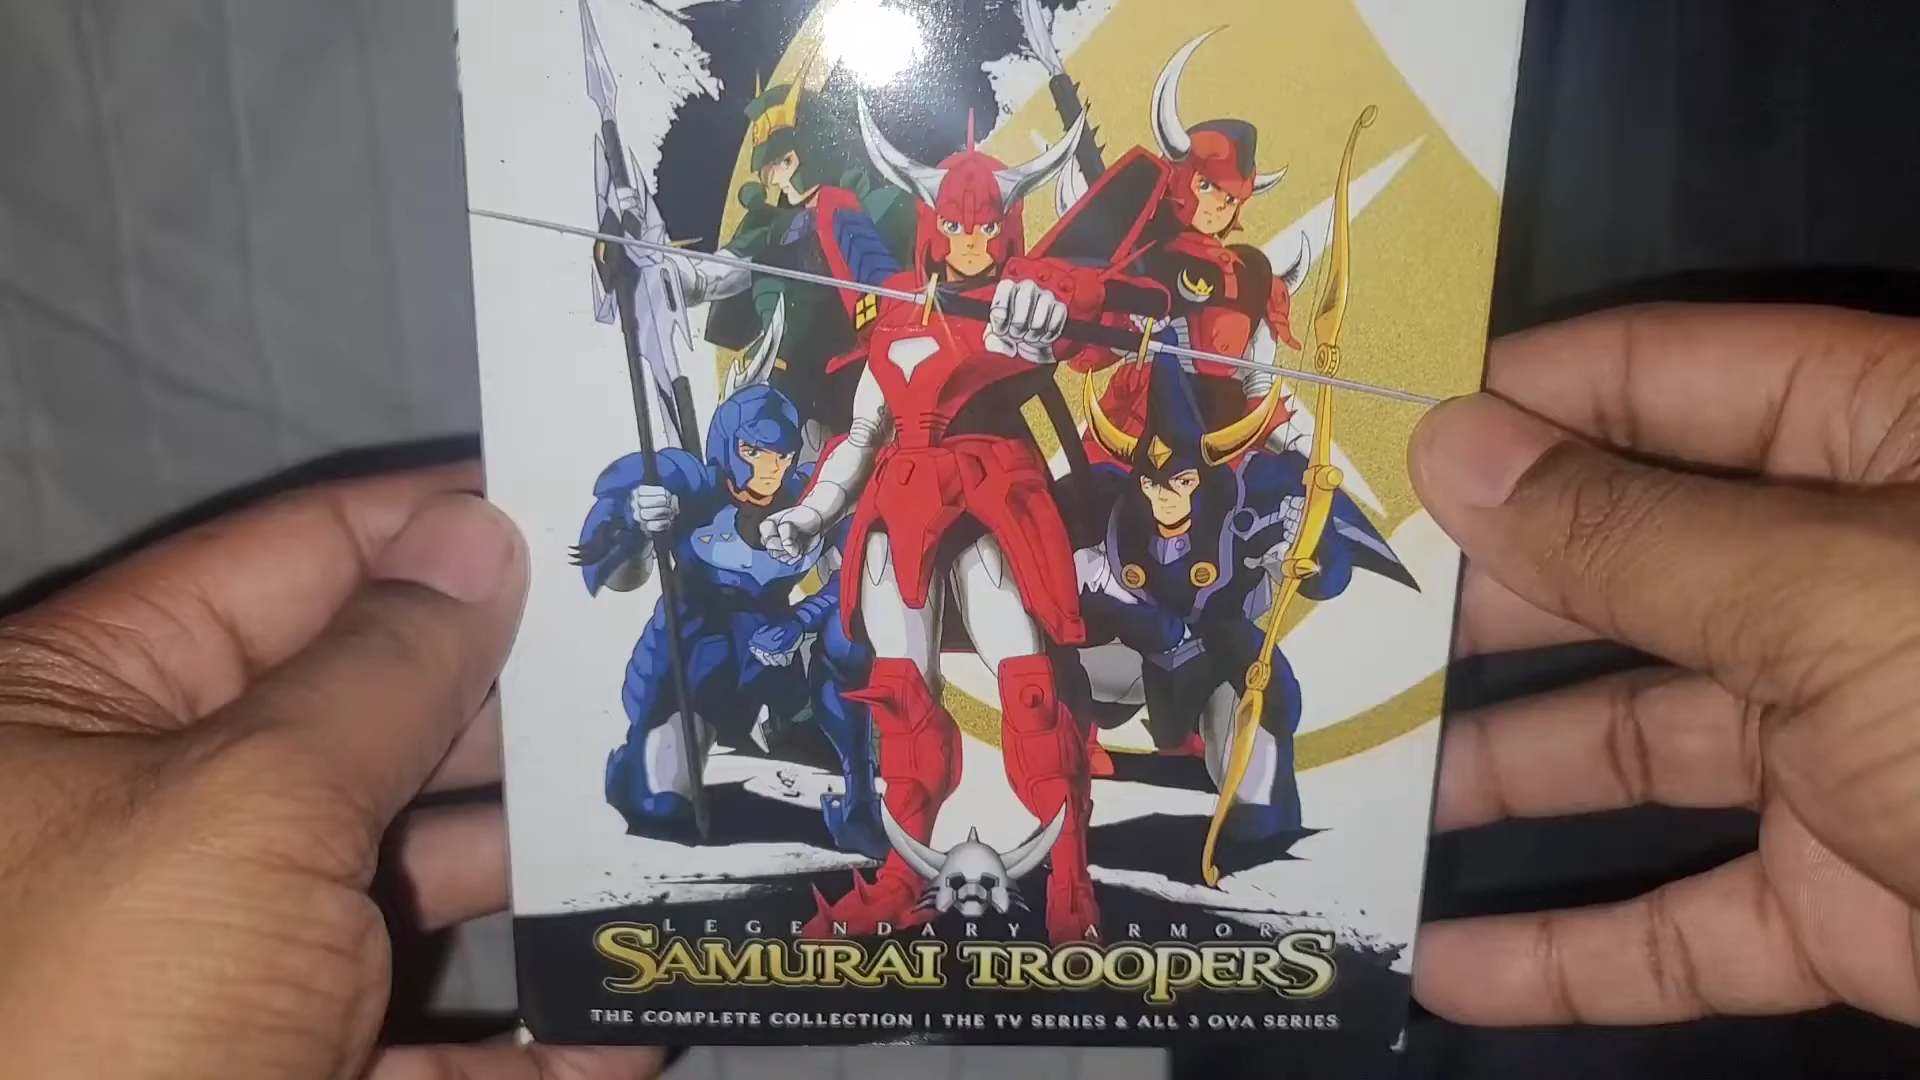 LEGENDARY ARMOR
SAMURAI TROOPERS
THE COMPLETE COLLECTION | THE TV SERIES & ALL 3 OVA SERIES